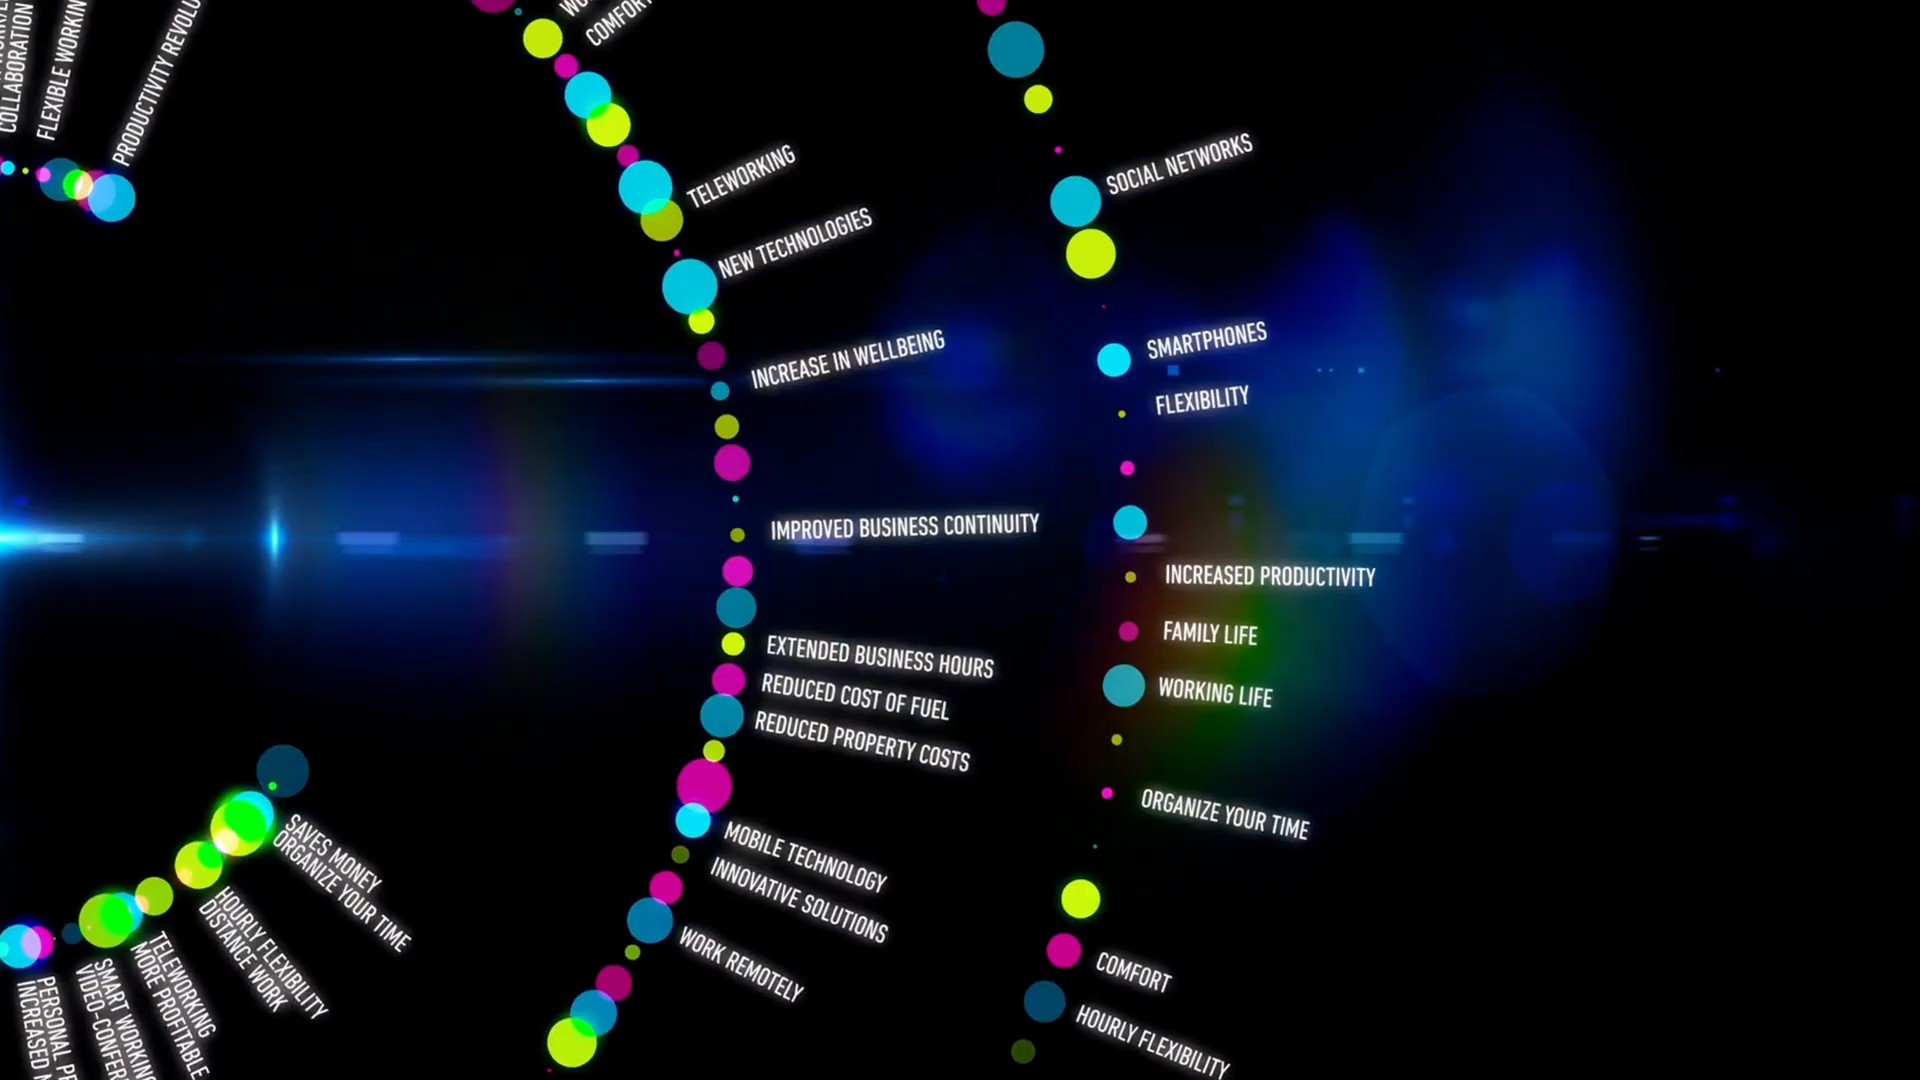 COLLABORATION
FLEXIBLE
PRODUCTIVITY
COMFORT
TELEWORKING
NEW TECHNOLOGIES
INCREASE IN WELLBEING
IMPROVED BUSINESS CONTINUITY
EXTENDED BUSINESS HOURS
REDUCED COST OF FUEL
REDUCED PROPERTY COSTS
MOBILE TECHNOLOGY
INNOVATIVE SOLUTIONS
WORK REMOTELY
SOCIAL NETWORKS
SMARTPHONES
FLEXIBILITY
INCREASED PRODUCTIVITY
FAMILY LIFE
WORKING LIFE
ORGANIZE YOUR TIME
COMFORT
HOURLY FLEXIBILITY
SAVES MONEY
ORGANIZE YOUR TIME
HOURLY FLEXIBILITY
DISTANCE WORK
TELEWORKING
MORE PROFITABLE
SMART WORKING
PERSONAL
INCREASED